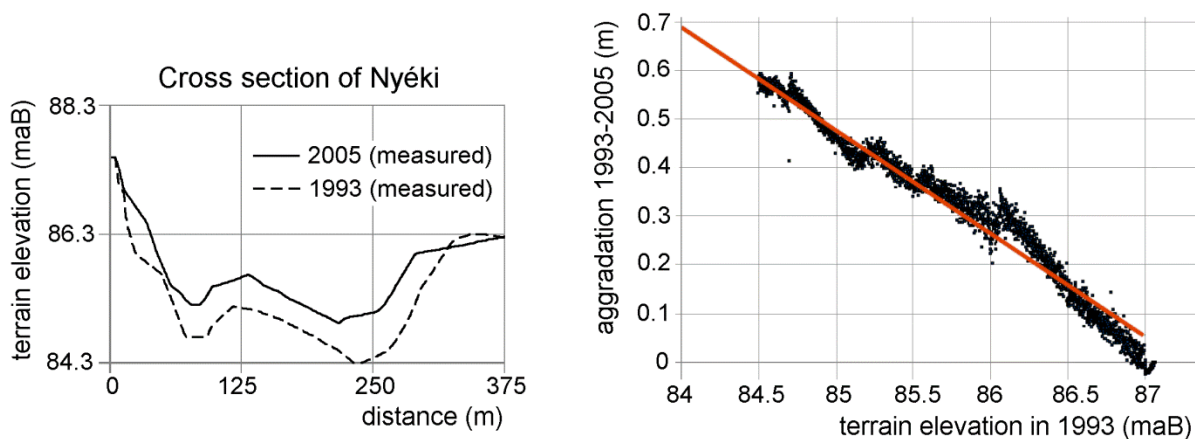 Cross section of Nyéki
terrain elevation (maB)
88.3
86.3
84.3
2005 (measured)
1993 (measured)
0 125 250 375
distance (m)
aggradation 1993-2005 (m)
0.7
0.6
0.5
0.4
0.3
0.2
0.1
0
84 84.5 85 85.5 86 86.5 87
terrain elevation in 1993 (maB)